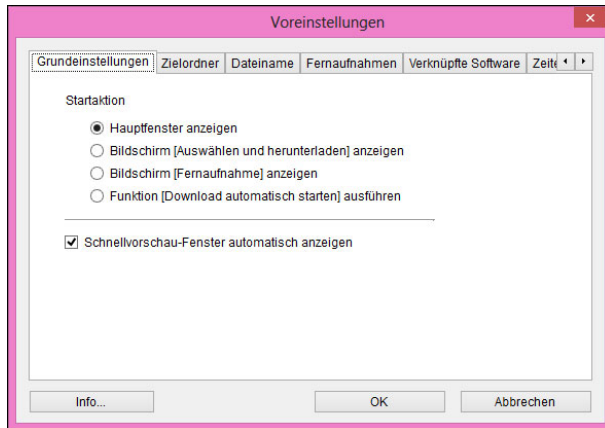 Voreinstellungen
Grundeinstellungen Zielordner Dateiname Fernaufnahmen Verknüpfte Software
Startaktion
Hauptfenster anzeigen
Bildschirm [Auswählen und herunterladen] anzeigen
Bildschirm [Fernaufnahme] anzeigen
Funktion [Download automatisch starten] ausführen
Schnellvorschau-Fenster automatisch anzeigen
Info... OK Abbrechen